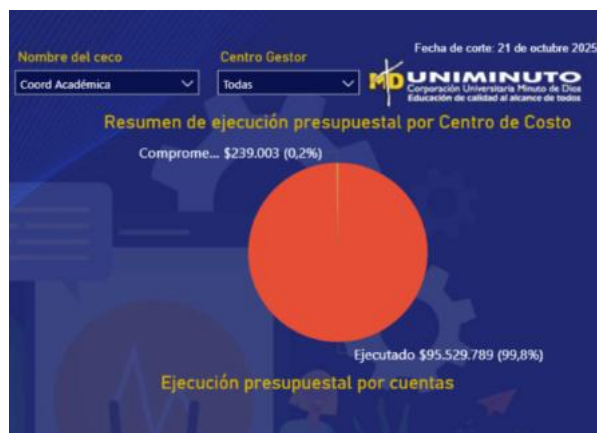 Fecha de corte: 21 de octubre 2025
Nombre del ceco
Centro Gestor
Coord Académica
Todas
MD UNIMINUTO
Corporación Universitaria Minuto de Dios
Educación de calidad al alcance de todos
Resumen de ejecución presupuestal por Centro de Costo
Comprome... $239.003 (0,2%)
Ejecutado $95.529.789 (99,8%)
Ejecución presupuestal por cuentas